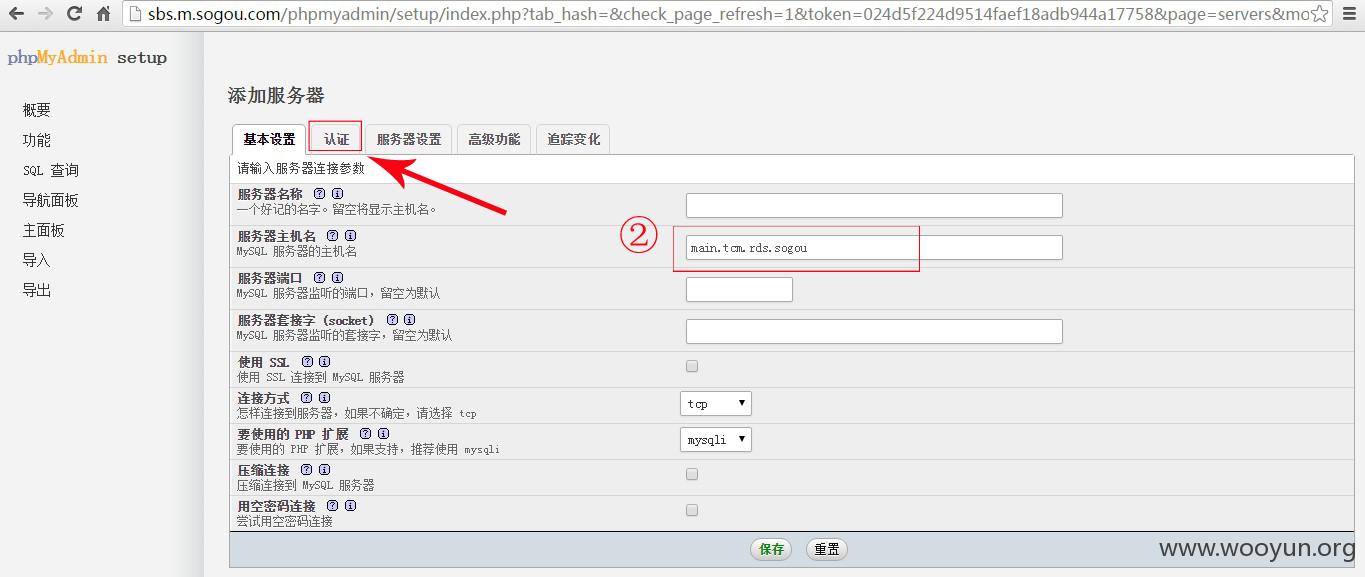 sbs.m.sogou.com/phpmyadmin/setup/index.php?tab_hash=&check_page_refresh=1&token=024d5f224d9514faef18adb944a17758&page=servers&mo
phpMyAdmin setup
概要
功能
SQL 查询
导航面板
主面板
导入
导出
添加服务器
基本设置 认证 服务器设置 高级功能 追踪变化
请输入服务器连接参数
服务器名称
一个好记的名字。留空将显示主机名。
②
服务器主机名
main.tcm.rds.sogou
MySQL 服务器的主机名
服务器端口
MySQL 服务器监听的端口，留空为默认
服务器套接字 (socket)
MySQL 服务器监听的套接字，留空为默认
使用 SSL
使用 SSL 连接到 MySQL 服务器
连接方式
tcp
怎样连接到服务器，如果不确定，请选择 tcp
要使用的 PHP 扩展
mysqli
要使用的 PHP 扩展，如果支持，推荐使用 mysqli
压缩连接
压缩连接到 MySQL 服务器
用空密码连接
尝试用空密码连接
保存 重置
www.wooyun.org